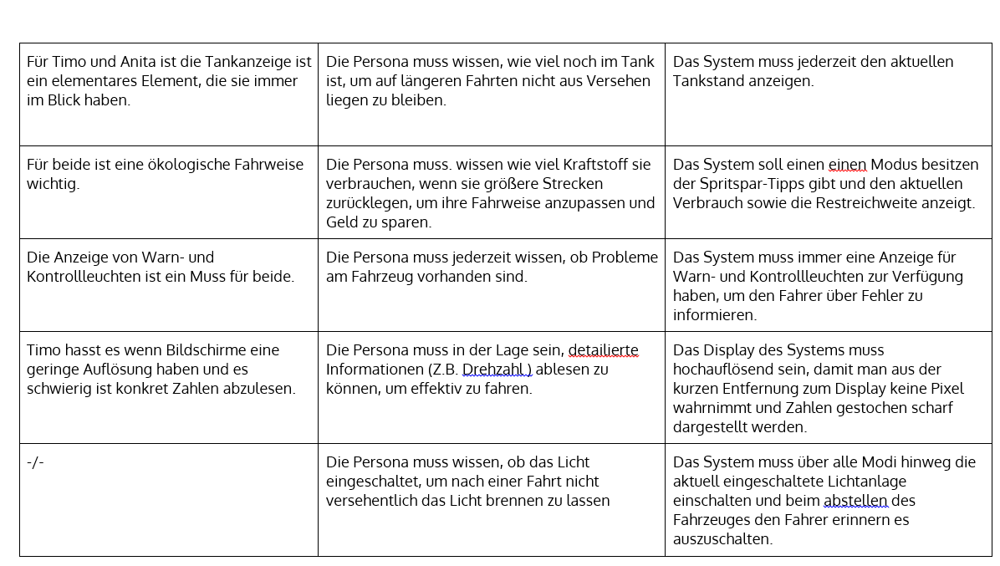 Für Timo und Anita ist die Tankanzeige ist
ein elementares Element, die sie immer
im Blick haben.
Die Persona muss wissen, wie viel noch im Tank
ist, um auf längeren Fahrten nicht aus Versehen
liegen zu bleiben.
Das System muss jederzeit den aktuellen
Tankstand anzeigen.
Für beide ist eine ökologische Fahrweise
wichtig.
Die Persona muss. wissen wie viel Kraftstoff sie
verbrauchen, wenn sie größere Strecken
zurücklegen, um ihre Fahrweise anzupassen und
Geld zu sparen.
Das System soll einen einen Modus besitzen
der Spritspar-Tipps gibt und den aktuellen
Verbrauch sowie die Restreichweite anzeigt.
Die Anzeige von Warn- und
Kontrollleuchten ist ein Muss für beide.
Die Persona muss jederzeit wissen, ob Probleme
am Fahrzeug vorhanden sind.
Das System muss immer eine Anzeige für
Warn- und Kontrollleuchten zur Verfügung
haben, um den Fahrer über Fehler zu
informieren.
Timo hasst es wenn Bildschirme eine
geringe Auflösung haben und es
schwierig ist konkret Zahlen abzulesen.
Die Persona muss in der Lage sein, detailierte
Informationen (Z.B. Drehzahl ) ablesen zu
können, um effektiv zu fahren.
Das Display des Systems muss
hochauflösend sein, damit man aus der
kurzen Entfernung zum Display keine Pixel
wahrnimmt und Zahlen gestochen scharf
dargestellt werden.
-/-
Die Persona muss wissen, ob das Licht
eingeschaltet, um nach einer Fahrt nicht
versehentlich das Licht brennen zu lassen
Das System muss über alle Modi hinweg die
aktuell eingeschaltete Lichtanlage
einschalten und beim abstellen des
Fahrzeuges den Fahrer erinnern es
auszuschalten.